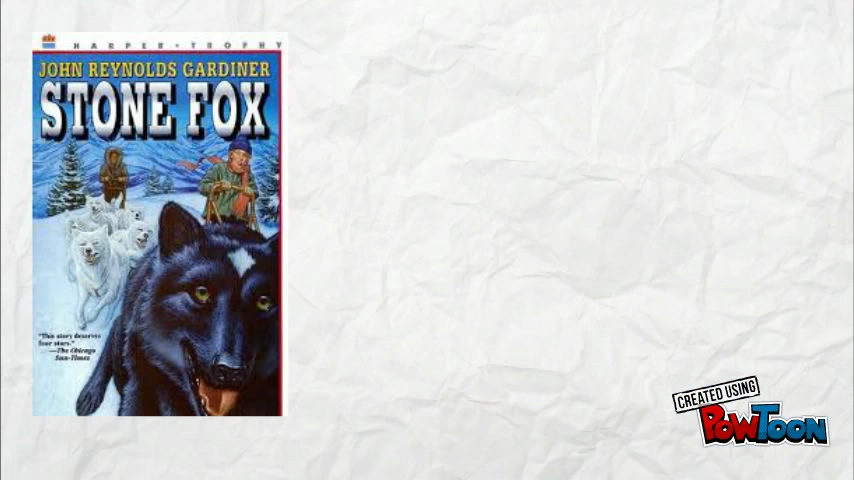 HARPER • TROPHY
JOHN REYNOLDS GARDINER
STONE FOX
"This story deserves
four stars."
—The Chicago
Sun-Times
CREATED USING
POWTOON